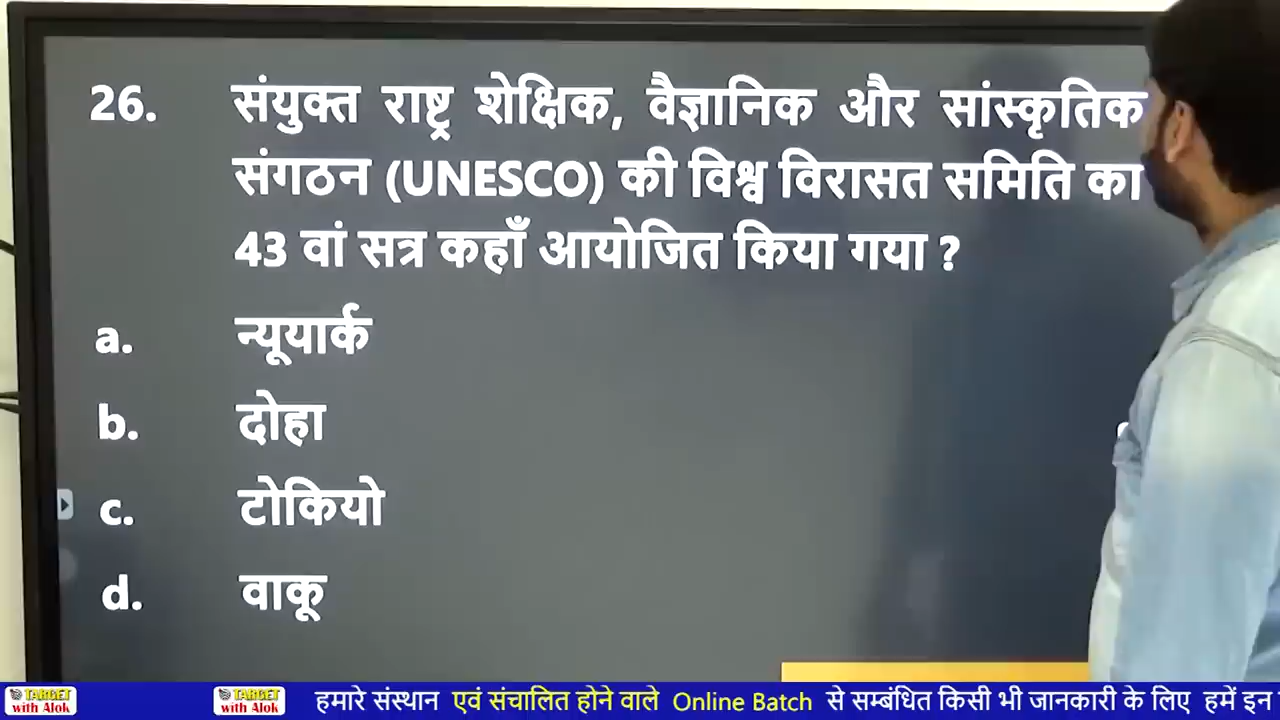 26. संयुक्त राष्ट्र शेक्षिक, वैज्ञानिक और सांस्कृतिक
संगठन (UNESCO) की विश्व विरासत समिति का
43 वां सत्र कहाँ आयोजित किया गया ?
a. न्यूयार्क
b. दोहा
c. टोकियो
d. वाकू
TARGET with Alok TARGET with Alok हमारे संस्थान एवं संचालित होने वाले Online Batch से सम्बंधित किसी भी जानकारी के लिए हमें इन